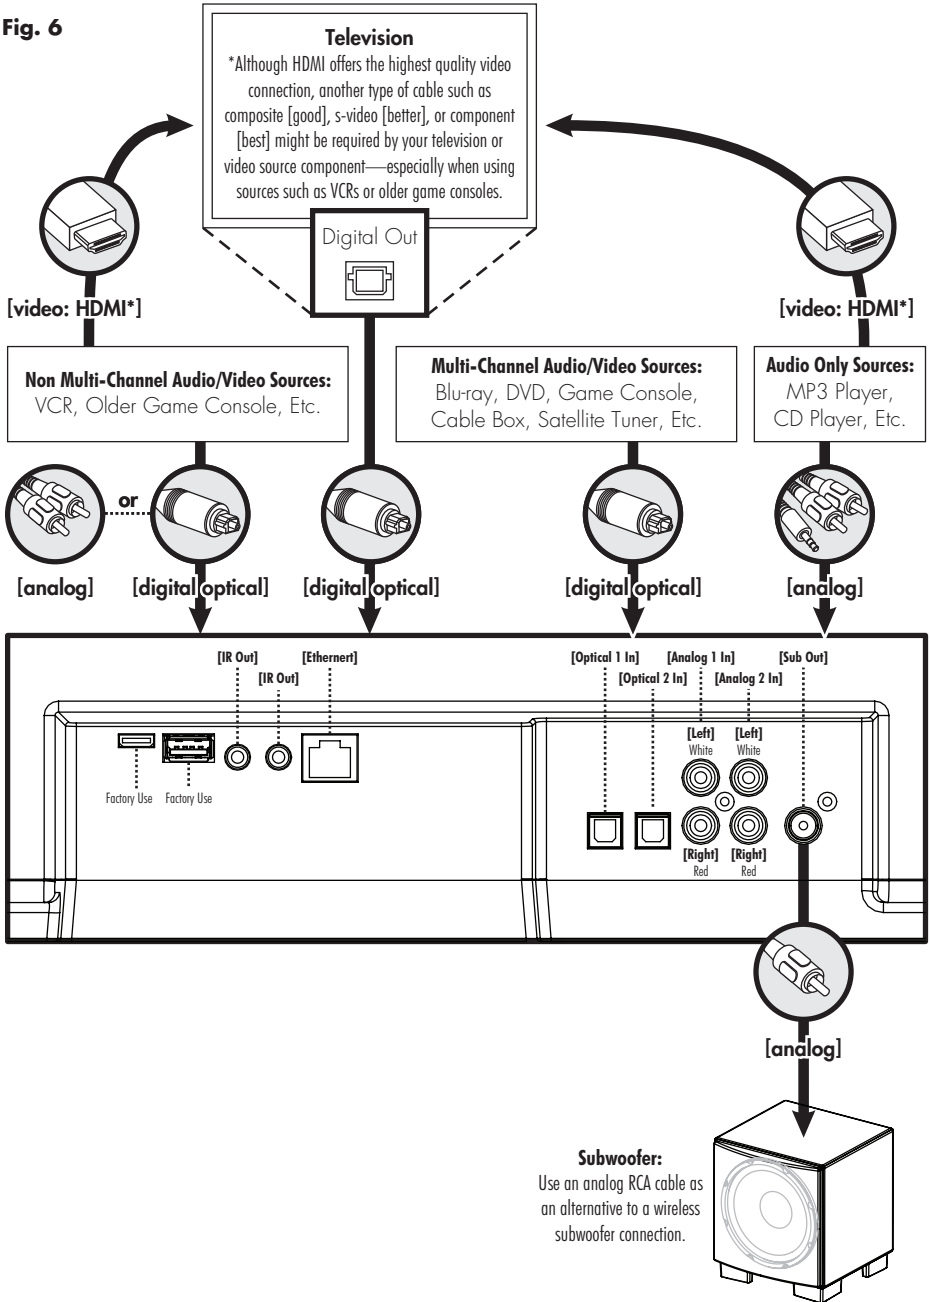 Fig. 6
Television
*Although HDMI offers the highest quality video
connection, another type of cable such as
composite [good], s-video [better], or component
[best] might be required by your television or
video source component—especially when using
sources such as VCRs or older game consoles.
Digital Out
[video: HDMI*]
[video: HDMI*]
Non Multi-Channel Audio/Video Sources:
VCR, Older Game Console, Etc.
Multi-Channel Audio/Video Sources:
Blu-ray, DVD, Game Console,
Cable Box, Satellite Tuner, Etc.
Audio Only Sources:
MP3 Player,
CD Player, Etc.
or
[analog]
[digital optical]
[digital optical]
[digital optical]
[analog]
[IR Out]
[IR Out]
[Ethernert]
[Optical 1 In]
[Optical 2 In]
[Analog 1 In]
[Analog 2 In]
[Sub Out]
[Left]
White
[Left]
White
Factory Use
Factory Use
[Right]
Red
[Right]
Red
[analog]
Subwoofer:
Use an analog RCA cable as
an alternative to a wireless
subwoofer connection.